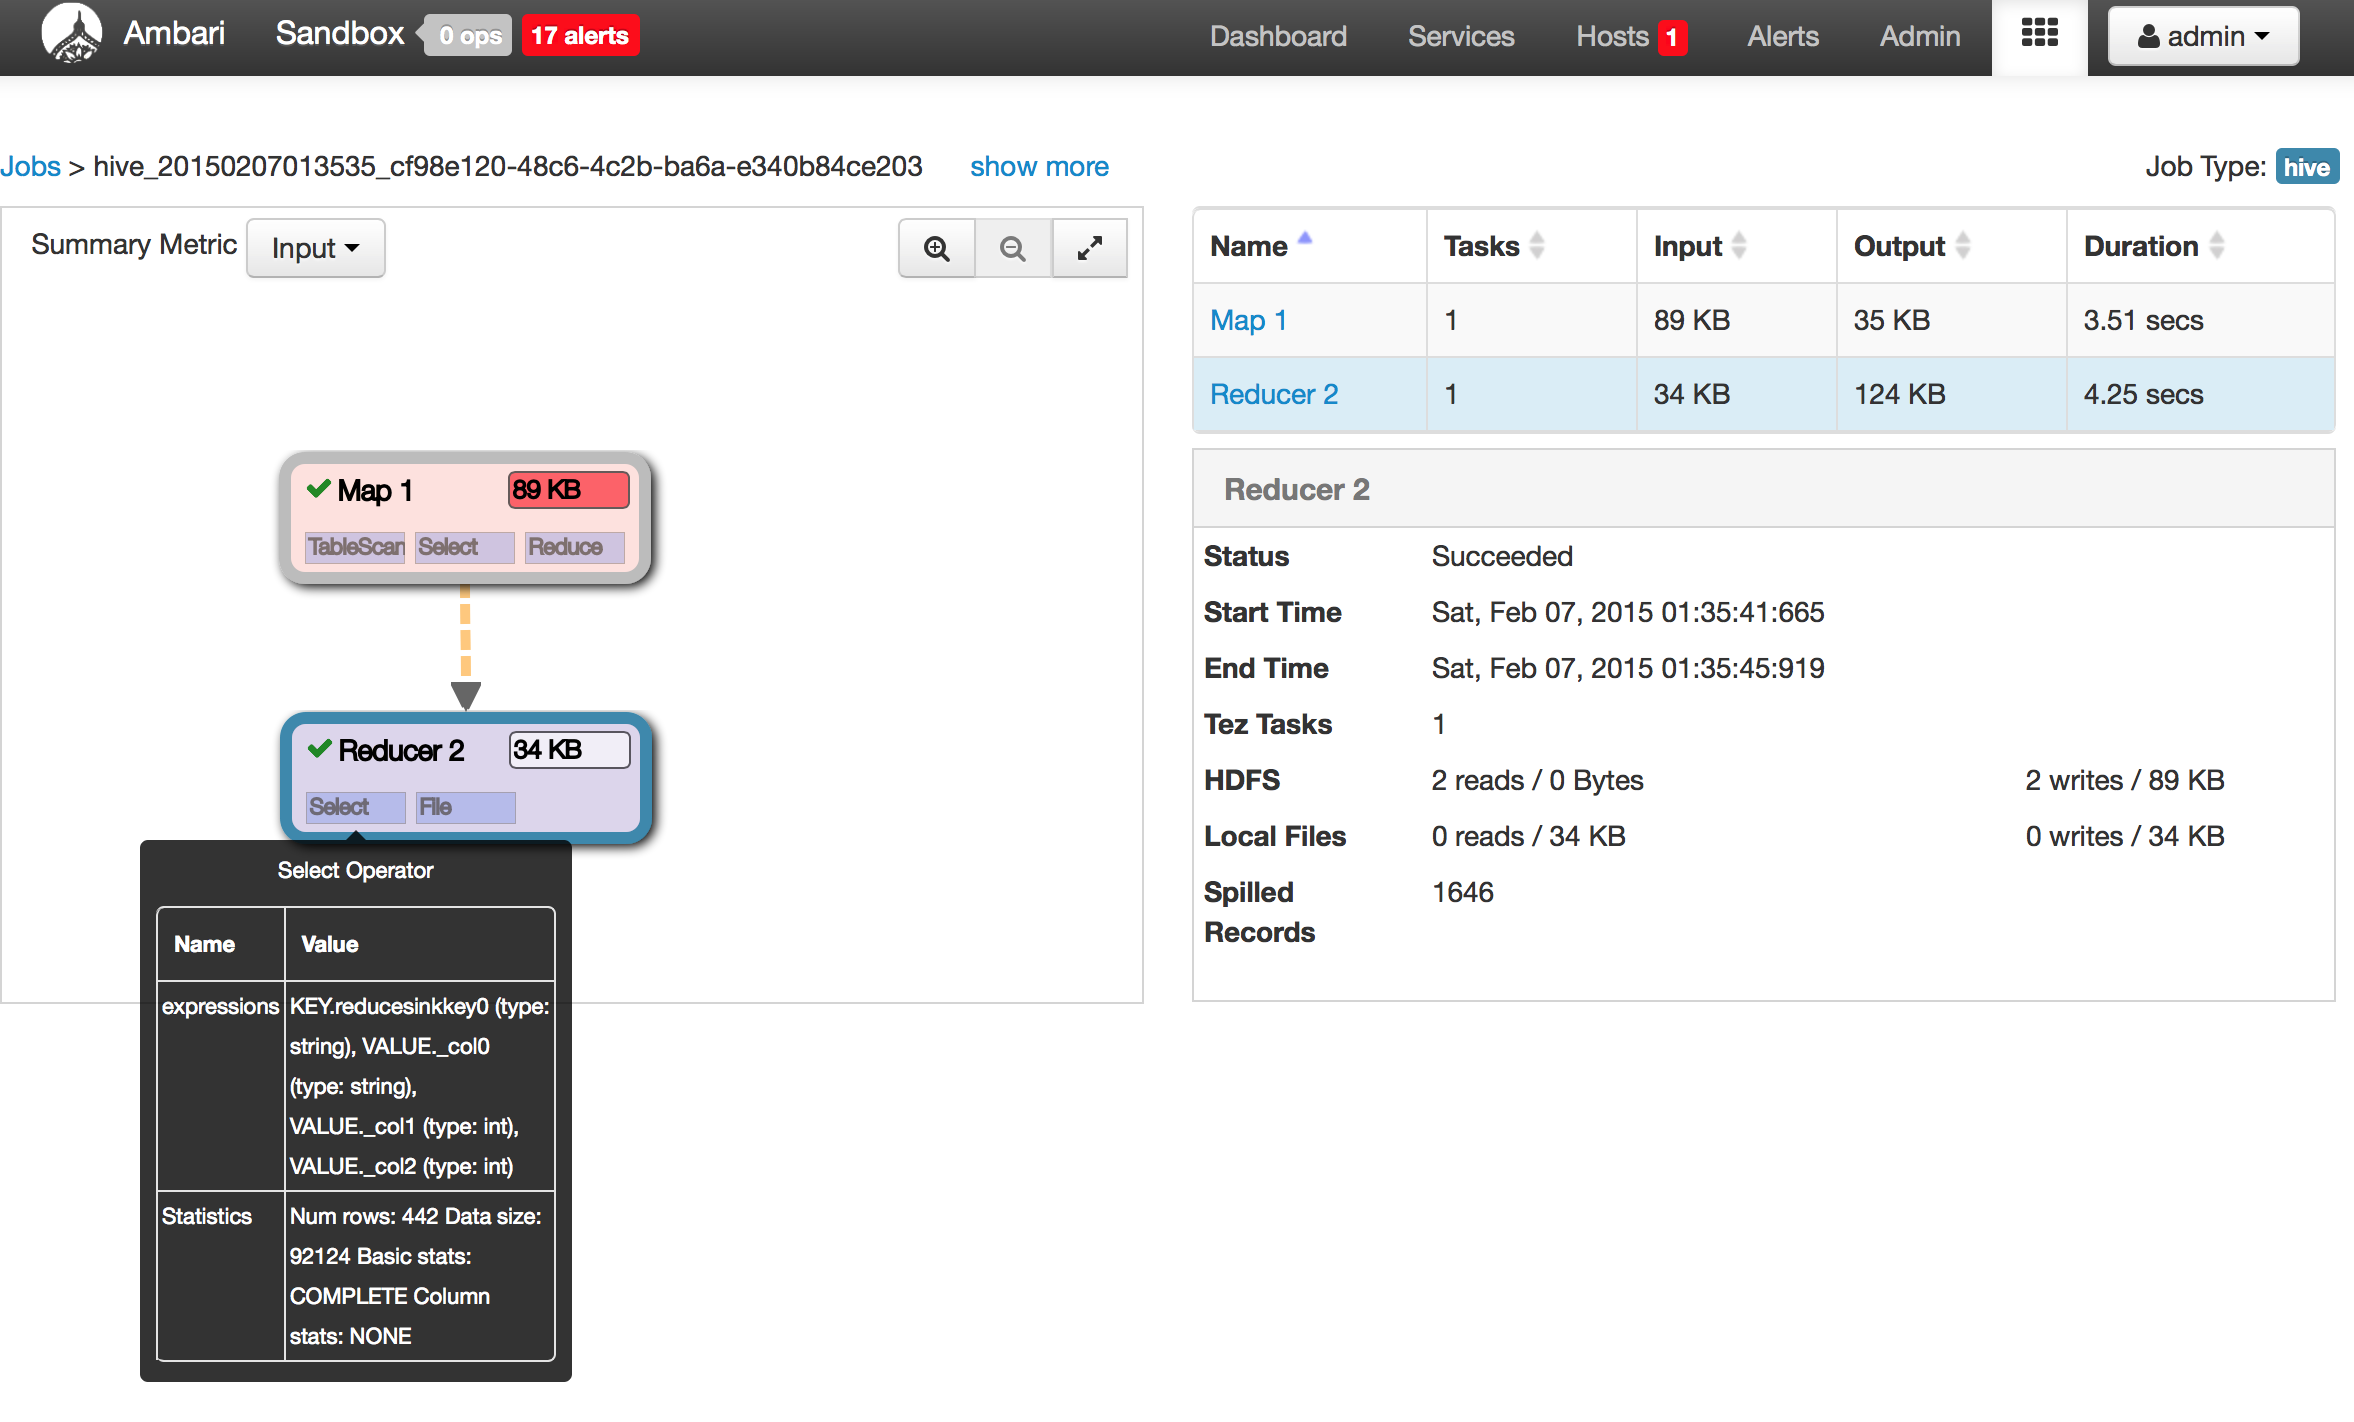 Ambari Sandbox 0 ops 17 alerts Dashboard Services Hosts 1 Alerts Admin admin
Jobs > hive_20150207013535_cf98e120-48c6-4c2b-ba6a-e340b84ce203 show more Job Type: hive
Summary Metric Input
Map 1 89 KB
TableScan Select Reduce
Reducer 2 34 KB
Select File
Select Operator
Name Value
expressions KEY.reducesinkkey0 (type:
string), VALUE._col0
(type: string),
VALUE._col1 (type: int),
VALUE._col2 (type: int)
Statistics Num rows: 442 Data size:
92124 Basic stats:
COMPLETE Column
stats: NONE
Name Tasks Input Output Duration
Map 1 1 89 KB 35 KB 3.51 secs
Reducer 2 1 34 KB 124 KB 4.25 secs
Reducer 2
Status Succeeded
Start Time Sat, Feb 07, 2015 01:35:41:665
End Time Sat, Feb 07, 2015 01:35:45:919
Tez Tasks 1
HDFS 2 reads / 0 Bytes 2 writes / 89 KB
Local Files 0 reads / 34 KB 0 writes / 34 KB
Spilled 1646
Records